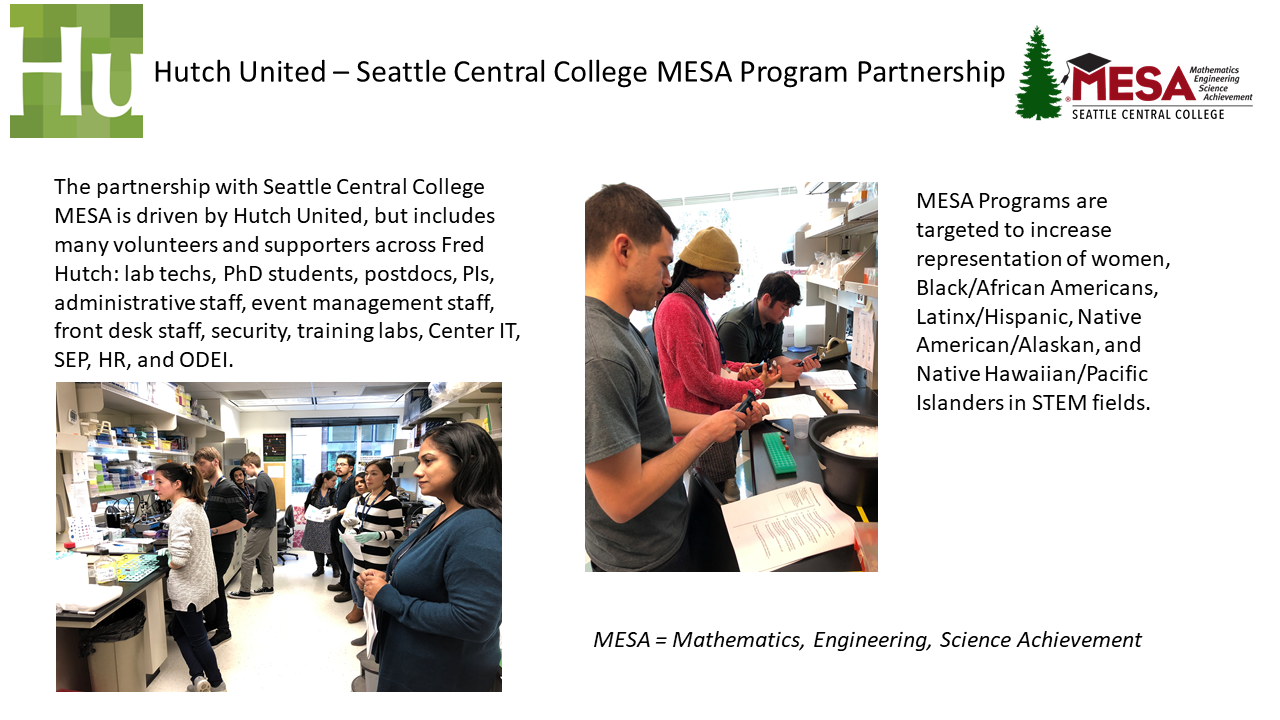 Hu
Hutch United – Seattle Central College MESA Program Partnership
MESA
®
Mathematics
Engineering
Science
Achievement
SEATTLE CENTRAL COLLEGE
The partnership with Seattle Central College
MESA is driven by Hutch United, but includes
many volunteers and supporters across Fred
Hutch: lab techs, PhD students, postdocs, PIs,
administrative staff, event management staff,
front desk staff, security, training labs, Center IT,
SEP, HR, and ODEI.
MESA Programs are
targeted to increase
representation of women,
Black/African Americans,
Latinx/Hispanic, Native
American/Alaskan, and
Native Hawaiian/Pacific
Islanders in STEM fields.
MESA = Mathematics, Engineering, Science Achievement